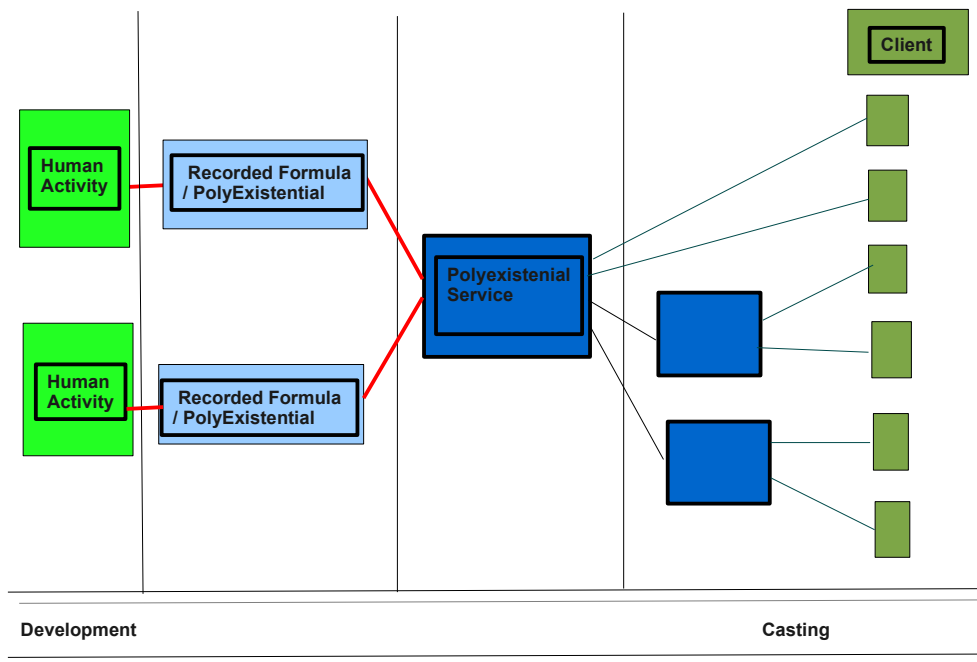 Client
Human
Activity
Recorded Formula
/ PolyExistential
Polyexistenial
Service
Human
Activity
Recorded Formula
/ PolyExistential
Development
Casting